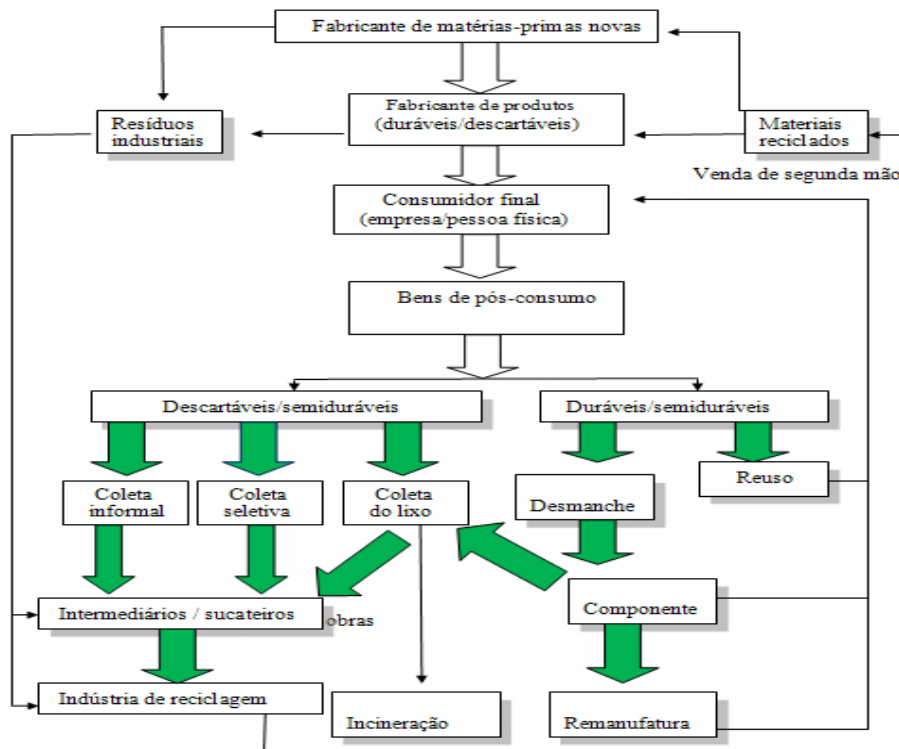 Fabricante de matérias-primas novas
Fabricante de produtos
(duráveis/descartáveis)
Resíduos
industriais
Materiais
reciclados
Venda de segunda mão
Consumidor final
(empresa/pessoa física)
Bens de pós-consumo
Descartáveis/semiduráveis
Duráveis/semiduráveis
Coleta
informal
Coleta
seletiva
Coleta
do lixo
Desmanche
Reuso
Intermediários / sucateiros
obras
Componente
Indústria de reciclagem
Incineração
Remanufatura